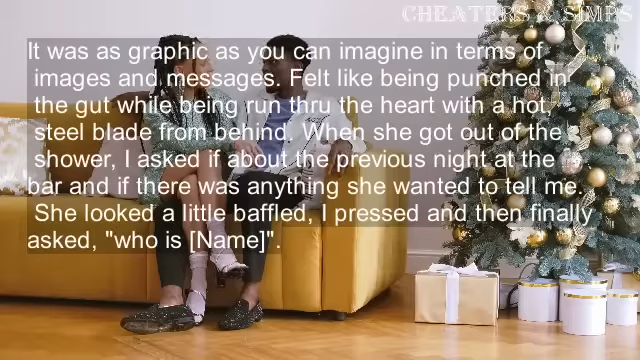 CHEATERS & SIMPS
It was as graphic as you can imagine in terms of
images and messages. Felt like being punched in
the gut while being run thru the heart with a hot,
steel blade from behind. When she got out of the
shower, I asked if about the previous night at the
bar and if there was anything she wanted to tell me.
She looked a little baffled, I pressed and then finally
asked, "who is [Name]".
CHEATERS & SIMPS